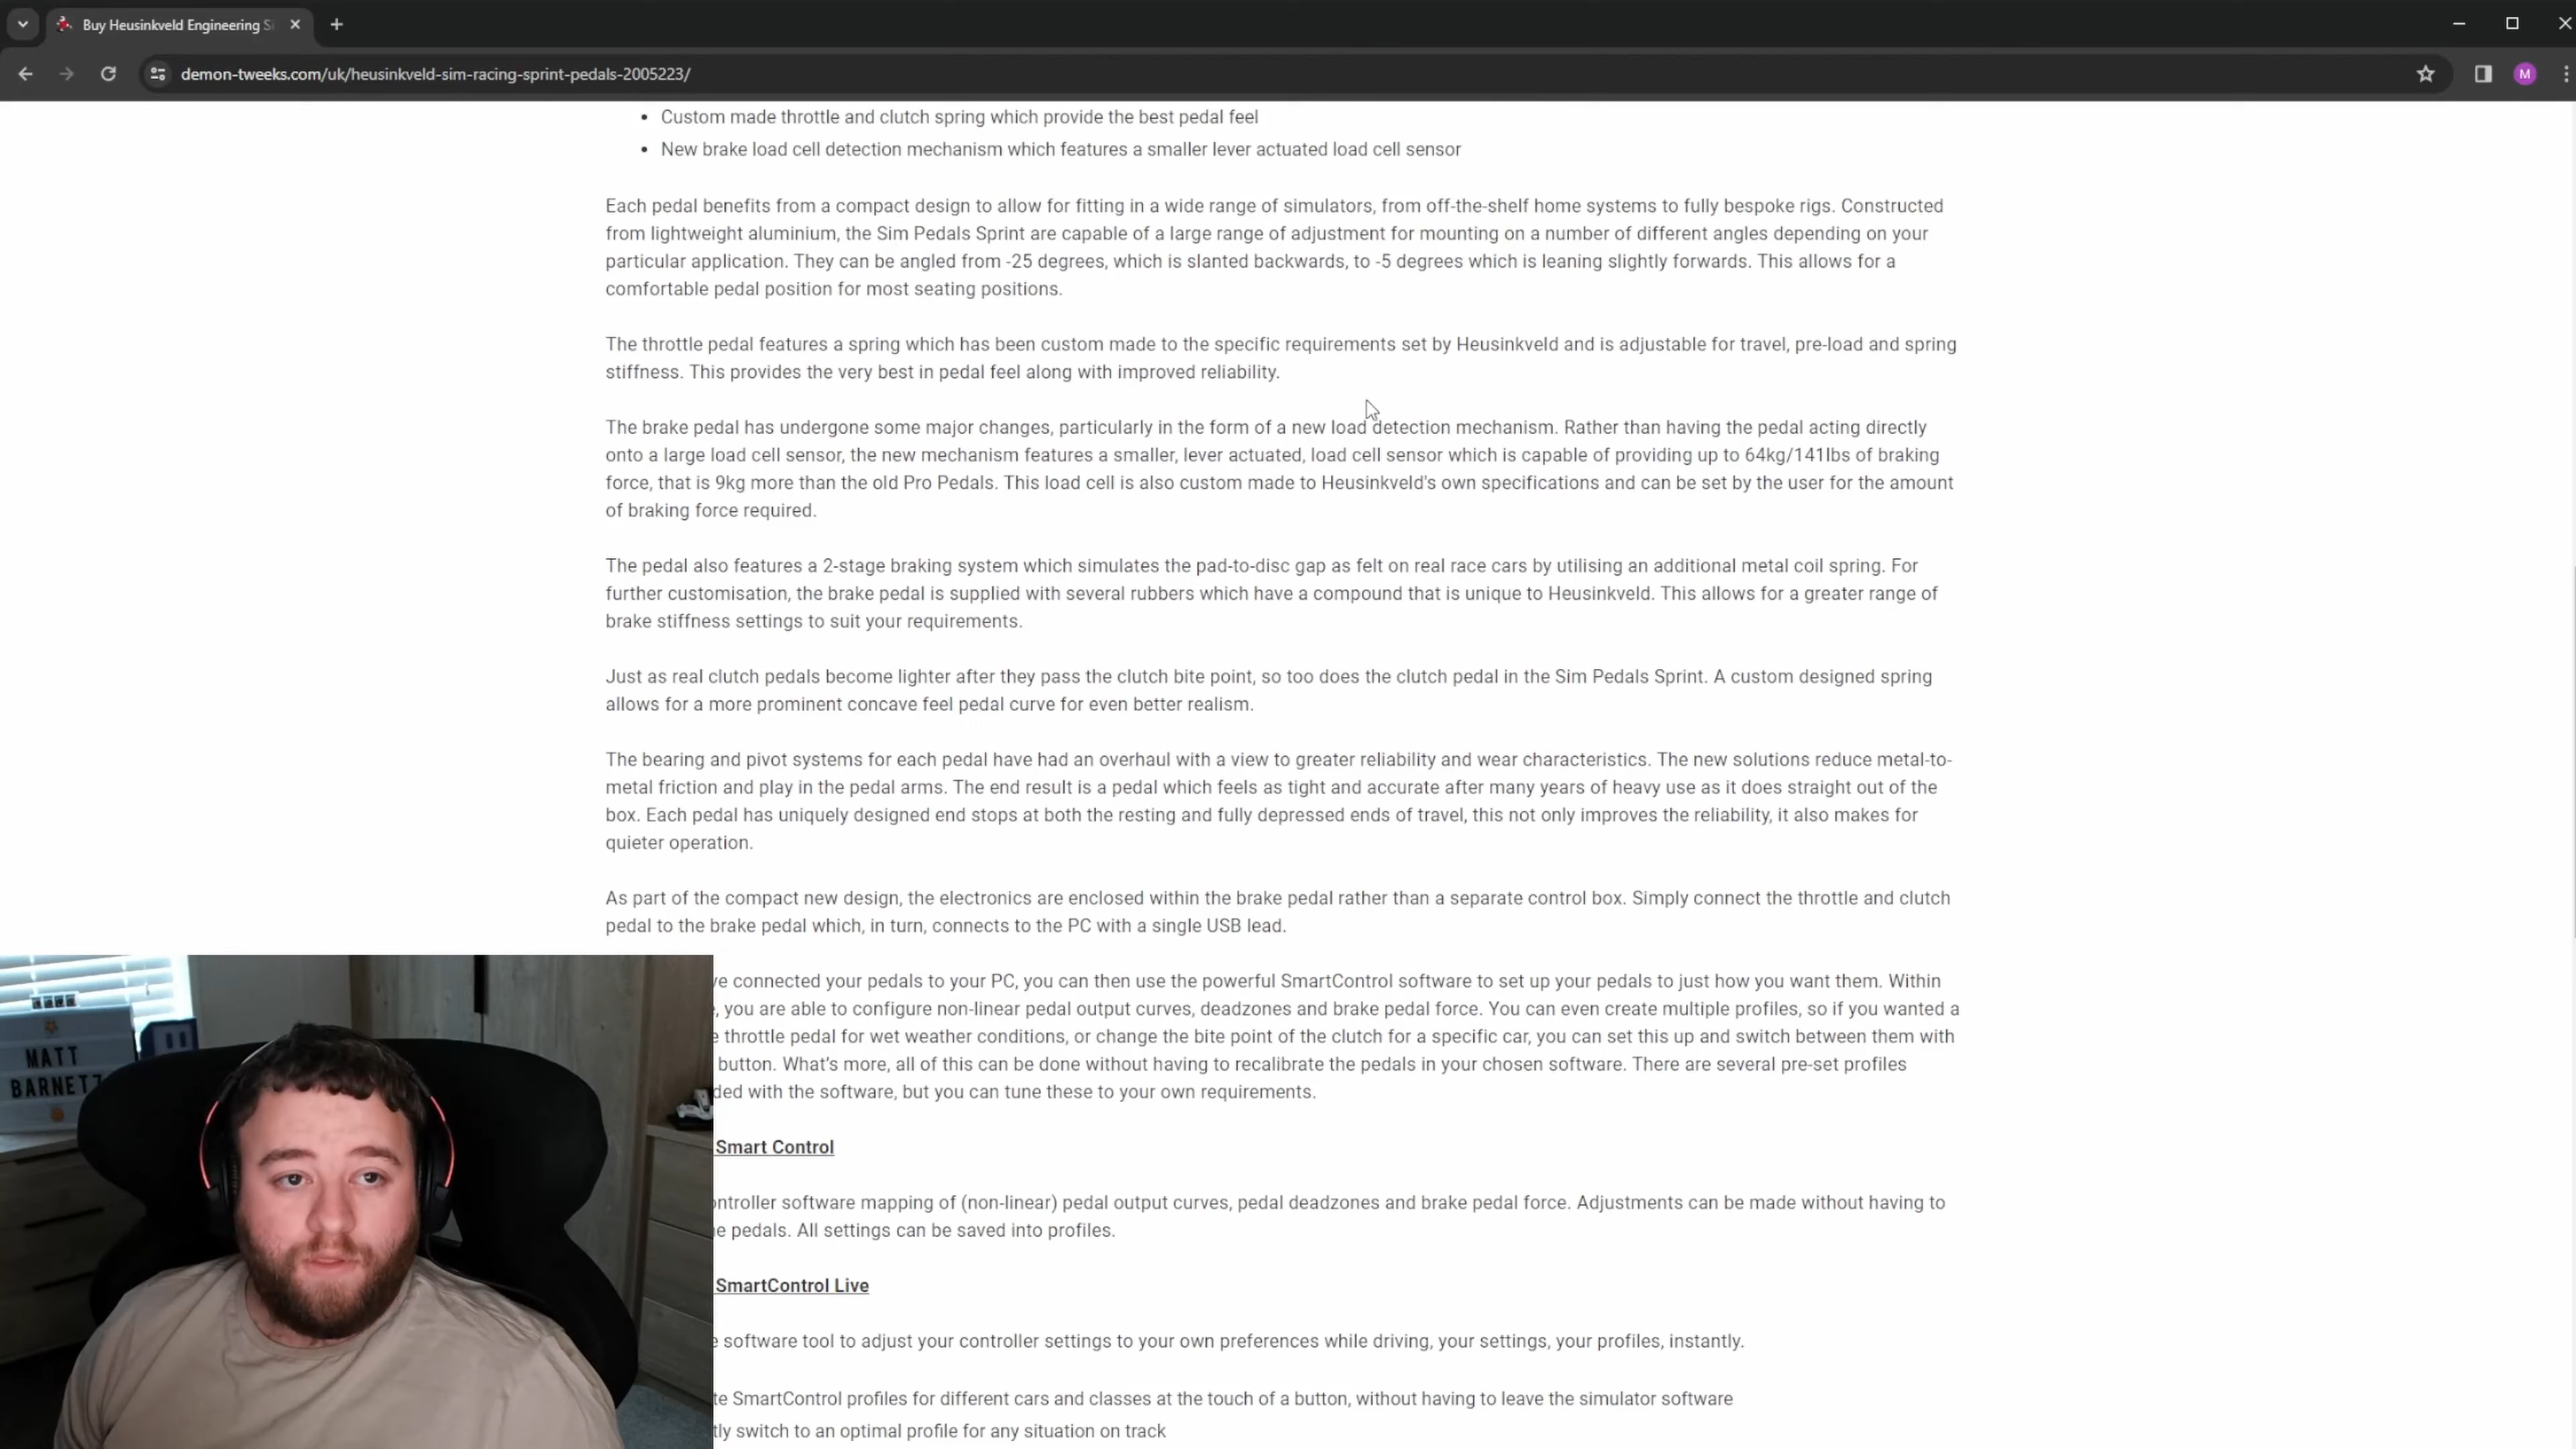 Buy Heusinkveld Engineering Si
demon-tweeks.com/uk/heusinkveld-sim-racing-sprint-pedals-2005223/
M
• Custom made throttle and clutch spring which provide the best pedal feel
• New brake load cell detection mechanism which features a smaller lever actuated load cell sensor
Each pedal benefits from a compact design to allow for fitting in a wide range of simulators, from off-the-shelf home systems to fully bespoke rigs. Constructed
from lightweight aluminium, the Sim Pedals Sprint are capable of a large range of adjustment for mounting on a number of different angles depending on your
particular application. They can be angled from -25 degrees, which is slanted backwards, to -5 degrees which is leaning slightly forwards. This allows for a
comfortable pedal position for most seating positions.
The throttle pedal features a spring which has been custom made to the specific requirements set by Heusinkveld and is adjustable for travel, pre-load and spring
stiffness. This provides the very best in pedal feel along with improved reliability.
The brake pedal has undergone some major changes, particularly in the form of a new load detection mechanism. Rather than having the pedal acting directly
onto a large load cell sensor, the new mechanism features a smaller, lever actuated, load cell sensor which is capable of providing up to 64kg/141lbs of braking
force, that is 9kg more than the old Pro Pedals. This load cell is also custom made to Heusinkveld's own specifications and can be set by the user for the amount
of braking force required.
The pedal also features a 2-stage braking system which simulates the pad-to-disc gap as felt on real race cars by utilising an additional metal coil spring. For
further customisation, the brake pedal is supplied with several rubbers which have a compound that is unique to Heusinkveld. This allows for a greater range of
brake stiffness settings to suit your requirements.
Just as real clutch pedals become lighter after they pass the clutch bite point, so too does the clutch pedal in the Sim Pedals Sprint. A custom designed spring
allows for a more prominent concave feel pedal curve for even better realism.
The bearing and pivot systems for each pedal have had an overhaul with a view to greater reliability and wear characteristics. The new solutions reduce metal-to-
metal friction and play in the pedal arms. The end result is a pedal which feels as tight and accurate after many years of heavy use as it does straight out of the
box. Each pedal has uniquely designed end stops at both the resting and fully depressed ends of travel, this not only improves the reliability, it also makes for
quieter operation.
As part of the compact new design, the electronics are enclosed within the brake pedal rather than a separate control box. Simply connect the throttle and clutch
pedal to the brake pedal which, in turn, connects to the PC with a single USB lead.
ve connected your pedals to your PC, you can then use the powerful SmartControl software to set up your pedals to just how you want them. Within
, you are able to configure non-linear pedal output curves, deadzones and brake pedal force. You can even create multiple profiles, so if you wanted a
e throttle pedal for wet weather conditions, or change the bite point of the clutch for a specific car, you can set this up and switch between them with
button. What's more, all of this can be done without having to recalibrate the pedals in your chosen software. There are several pre-set profiles
ded with the software, but you can tune these to your own requirements.
Smart Control
ontroller software mapping of (non-linear) pedal output curves, pedal deadzones and brake pedal force. Adjustments can be made without having to
e pedals. All settings can be saved into profiles.
SmartControl Live
e software tool to adjust your controller settings to your own preferences while driving, your settings, your profiles, instantly.
te SmartControl profiles for different cars and classes at the touch of a button, without having to leave the simulator software
tly switch to an optimal profile for any situation on track
MATT
BARNET7